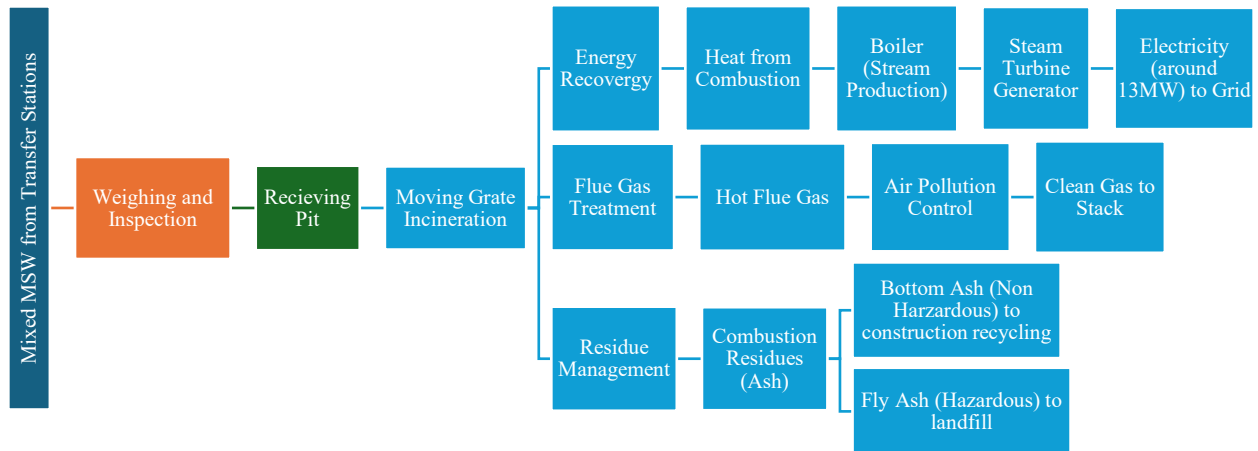 Mixed MSW from Transfer Stations
Weighing and
Inspection
Recieving
Pit
Moving Grate
Incineration
Energy
Recovergy
Heat from
Combustion
Boiler
(Stream
Production)
Steam
Turbine
Generator
Electricity
(around
13MW) to Grid
Flue Gas
Treatment
Hot Flue Gas
Air Pollution
Control
Clean Gas to
Stack
Residue
Management
Combustion
Residues
(Ash)
Bottom Ash (Non
Harzardous) to
construction recycling
Fly Ash (Hazardous) to
landfill